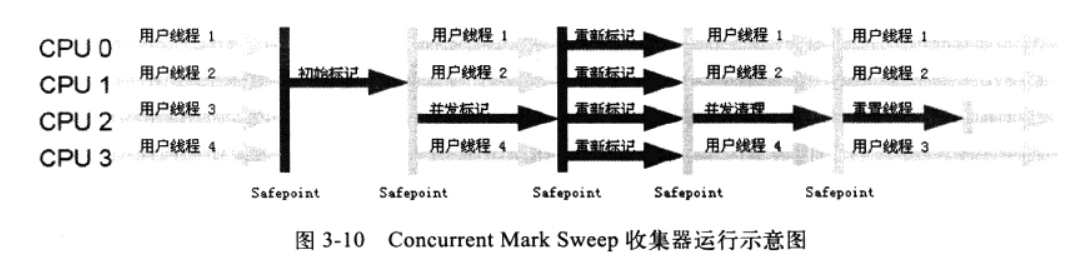 CPU 0 用户线程 1 用户线程 1 重新标记 用户线程 1 用户线程 1
CPU 1 用户线程 2 初始标记 用户线程 2 重新标记 用户线程 2 用户线程 2
CPU 2 用户线程 3 并发标记 重新标记 并发清理 重置线程
CPU 3 用户线程 4 用户线程 4 重新标记 用户线程 4 用户线程 3
Safepoint Safepoint Safepoint Safepoint Safepoint
图 3-10 Concurrent Mark Sweep 收集器运行示意图